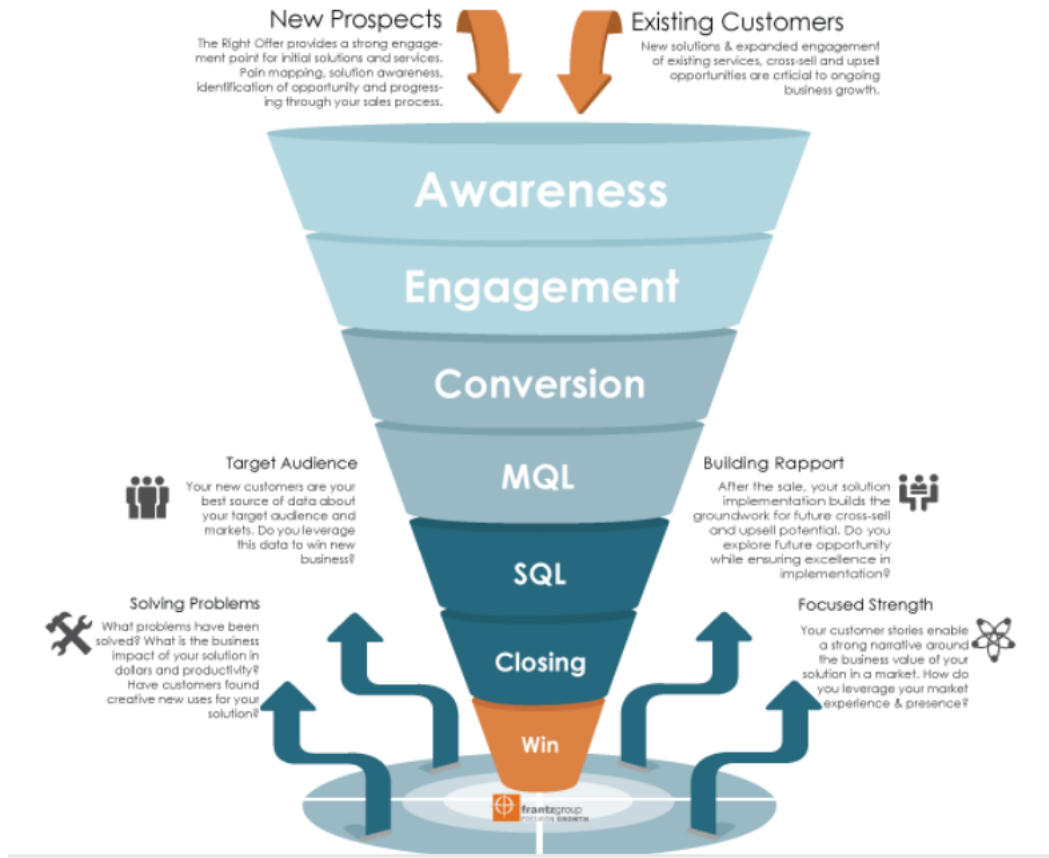 New Prospects
The Right Offer provides a strong engage-
ment point for initial solutions and services.
Pain mapping, solution awareness,
identification of opportunity and progress-
ing through your sales process.
Existing Customers
New solutions & expanded engagement
of existing services, cross-sell and upsell
opportunities are crticial to ongoing
business growth.
Awareness
Engagement
Conversion
MQL
SQL
Closing
Win
Target Audience
Your new customers are your
best source of data about
your target audience and
markets. Do you leverage
this data to win new
business?
Building Rapport
After the sale, your solution
implementation builds the
groundwork for future cross-sell
and upsell potential. Do you
explore future opportunity
while ensuring excellence in
implementation?
Solving Problems
What problems have been
solved? What is the business
impact of your solution in
dollars and productivity?
Have customers found
creative new uses for your
solution?
Focused Strength
Your customer stories enable
a strong narrative around
the business value of your
solution in a market. How do
you leverage your market
experience & presence?
frantzgroup
FOCUS ON GROWTH